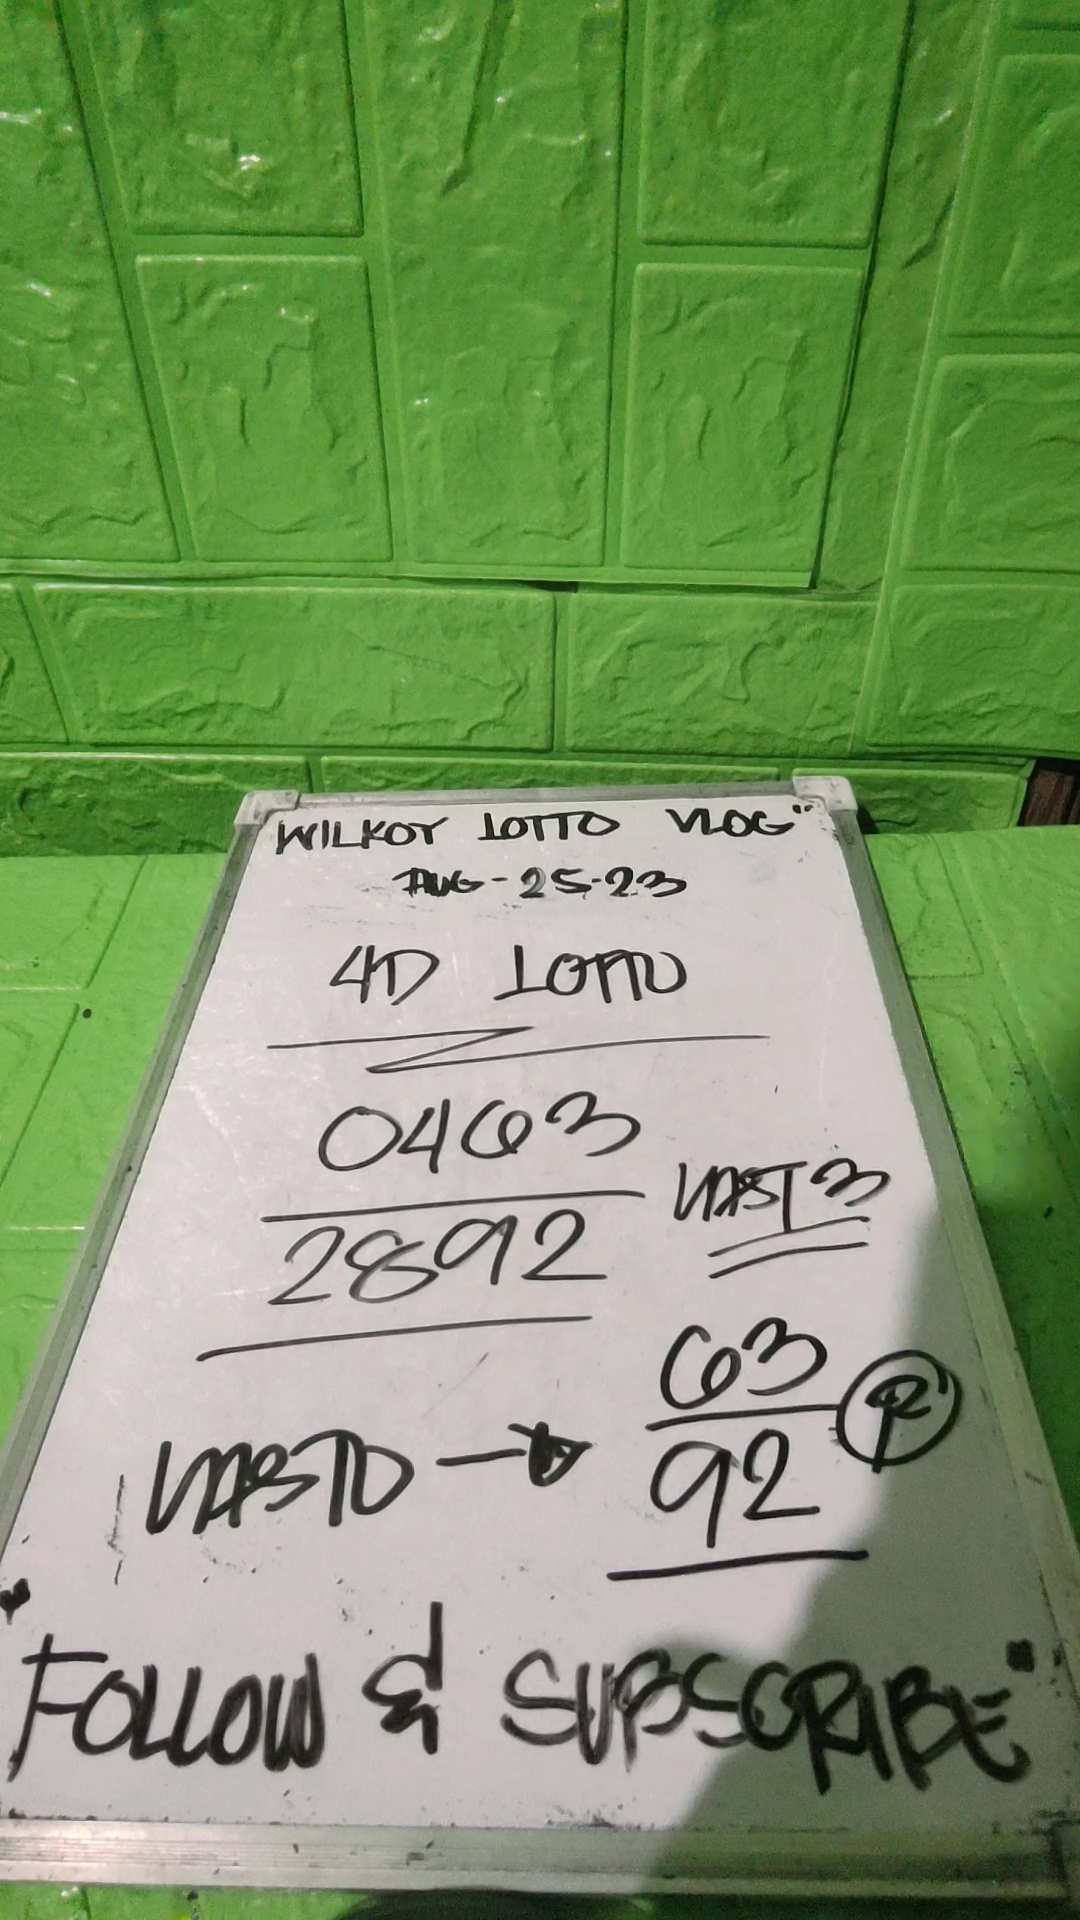 "WILKOY LOTTO VLOG"
AUG-25-23
4D LOTTO
0463
2892
LAST 3
63
92
R
LASTO →
"FOLLOW & SUBSCRIBE"